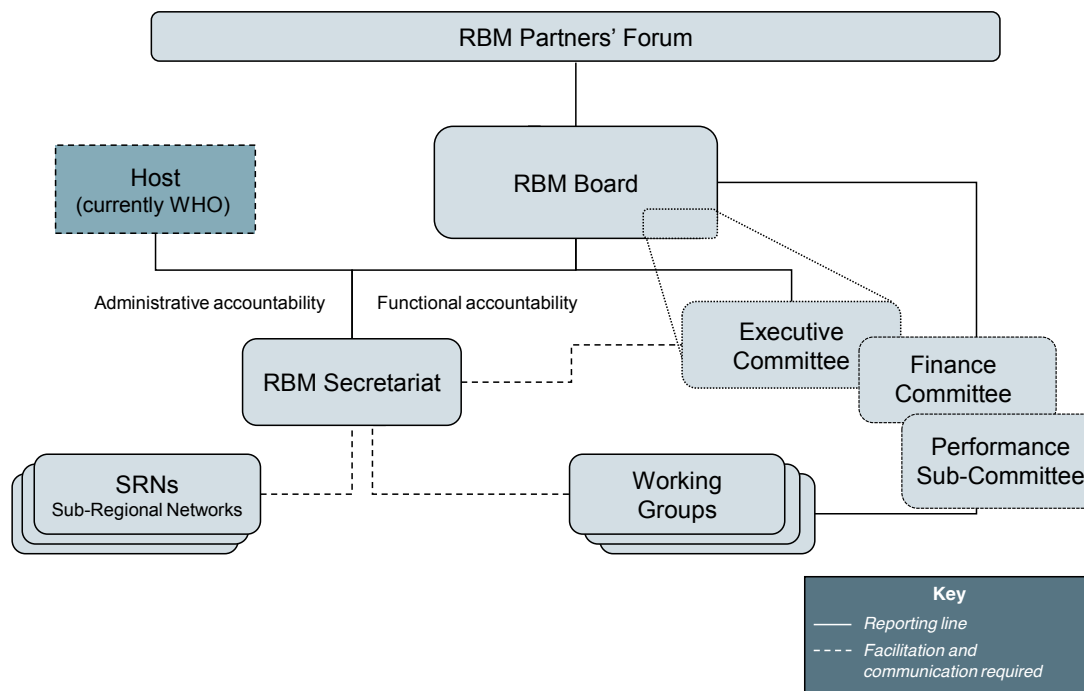 RBM Partners’ Forum
RBM Board
Host
(currently WHO)
Administrative accountability
Functional accountability
Executive
Committee
RBM Secretariat
Finance
Committee
Performance
Sub-Committee
SRNs
Sub-Regional Networks
Working
Groups
Key
Reporting line
Facilitation and
communication required